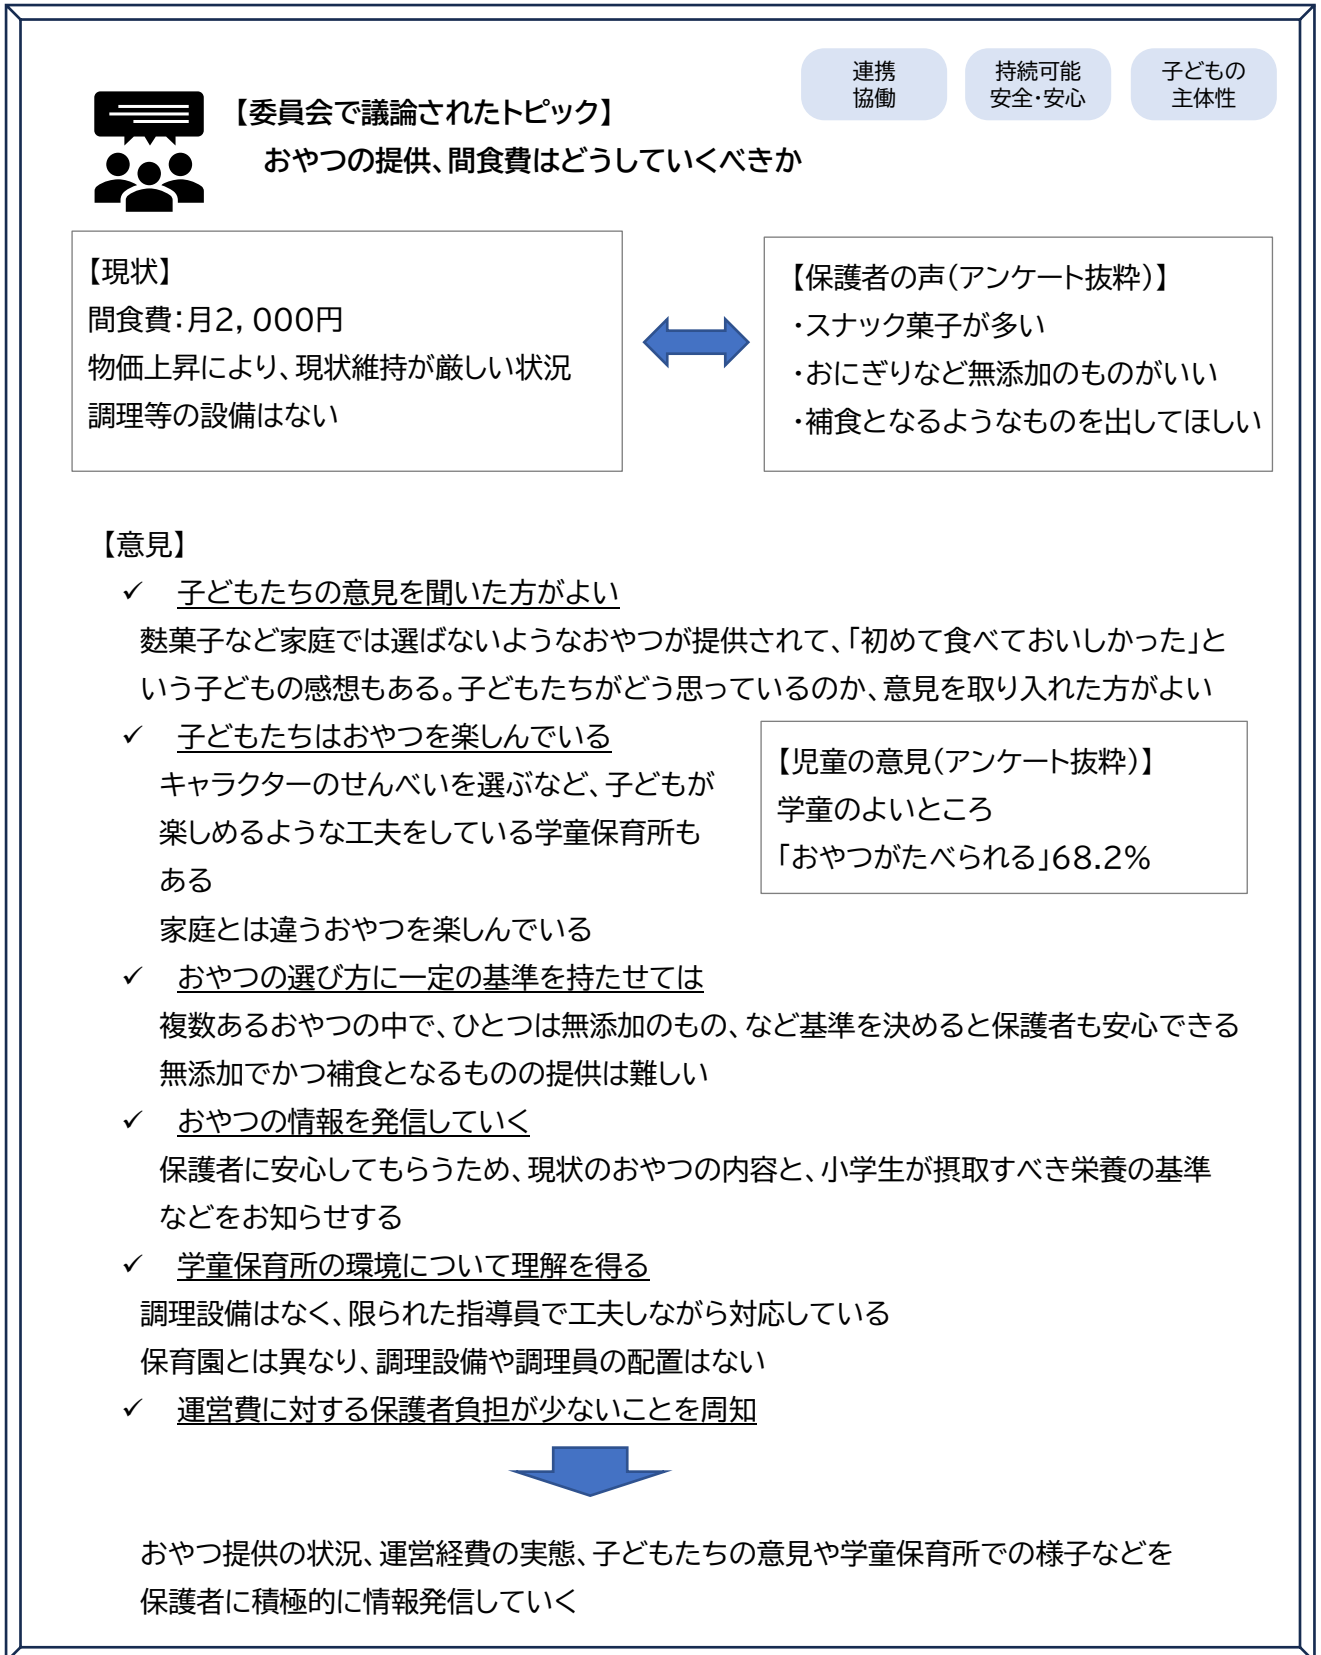 連携
協働
持続可能
安全・安心
子どもの
主体性
【委員会で議論されたトピック】
おやつの提供、間食費はどうしていくべきか
【現状】
間食費：月2，000円
物価上昇により、現状維持が厳しい状況
調理等の設備はない
【保護者の声（アンケート抜粋）】
・スナック菓子が多い
・おにぎりなど無添加のものがいい
・補食となるようなものを出してほしい
【意見】
✓ 子どもたちの意見を聞いた方がよい
麩菓子など家庭では選ばないようなおやつが提供されて、「初めて食べておいしかった」と
いう子どもの感想もある。子どもたちがどう思っているのか、意見を取り入れた方がよい
✓ 子どもたちはおやつを楽しんでいる
キャラクターのせんべいを選ぶなど、子どもが
楽しめるような工夫をしている学童保育所も
ある
家庭とは違うおやつを楽しんでいる
【児童の意見（アンケート抜粋）】
学童のよいところ
「おやつがたべられる」68.2%
✓ おやつの選び方に一定の基準を持たせては
複数あるおやつの中で、ひとつは無添加のもの、など基準を決めると保護者も安心できる
無添加でかつ補食となるものの提供は難しい
✓ おやつの情報を発信していく
保護者に安心してもらうため、現状のおやつの内容と、小学生が摂取すべき栄養の基準
などをお知らせする
✓ 学童保育所の環境について理解を得る
調理設備はなく、限られた指導員で工夫しながら対応している
保育園とは異なり、調理設備や調理員の配置はない
✓ 運営費に対する保護者負担が少ないことを周知
おやつ提供の状況、運営経費の実態、子どもたちの意見や学童保育所での様子などを
保護者に積極的に情報発信していく